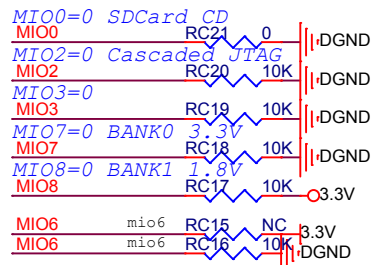 MIO0=0 SDCard CD
MIO0 RC21 0 DGND
MIO2=0 Cascaded JTAG
MIO2 RC20 10K DGND
MIO3=0
MIO3 RC19 10K DGND
MIO7=0 BANK0 3.3V
MIO7 RC18 10K DGND
MIO8=0 BANK1 1.8V
MIO8 RC17 10K 3.3V
MIO6 mio6 RC15 NC 3.3V
MIO6 mio6 RC16 10K DGND